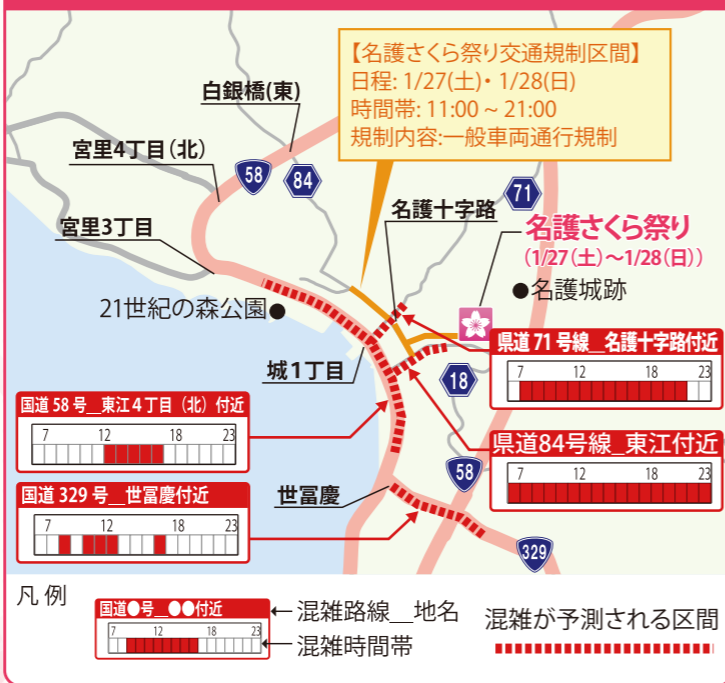 【名護さくら祭り交通規制区間】
日程: 1/27(土)・ 1/28(日)
時間帯: 11:00 ~ 21:00
規制内容:一般車両通行規制
白銀橋(東)
宮里4丁目(北)
58
84
71
宮里3丁目
名護十字路
名護さくら祭り
(1/27(土)~1/28(日))
●名護城跡
21世紀の森公園●
城1丁目
18
県道 71 号線_名護十字路付近
7 12 18 23
国道 58 号_東江 4 丁目 (北) 付近
7 12 18 23
県道84号線_東江付近
7 12 18 23
58
国道 329 号_世冨慶付近
7 12 18 23
世冨慶
329
凡 例
国道●号_●●付近
7 12 18 23
混雑路線__地名
混雑時間帯
混雑が予測される区間